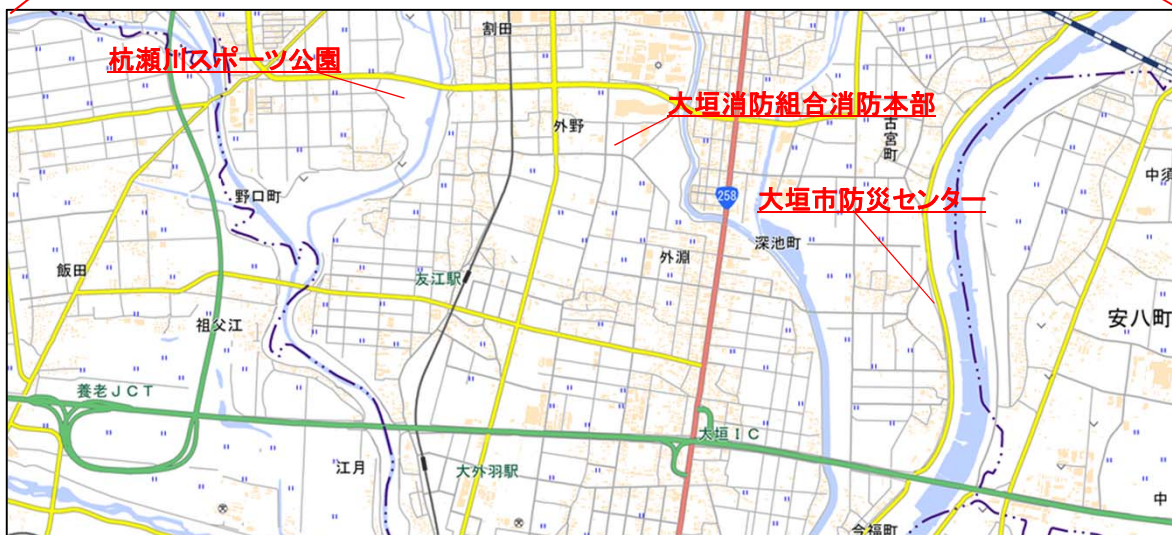 割田
杭瀬川スポーツ公園
大垣消防組合消防本部
外野
古宮町
中須
野口町
258
大垣市防災センター
深池町
外淵
飯田
友江駅
祖父江
安八町
養老JCT
大垣IC
江月
大外羽駅
中
今福町